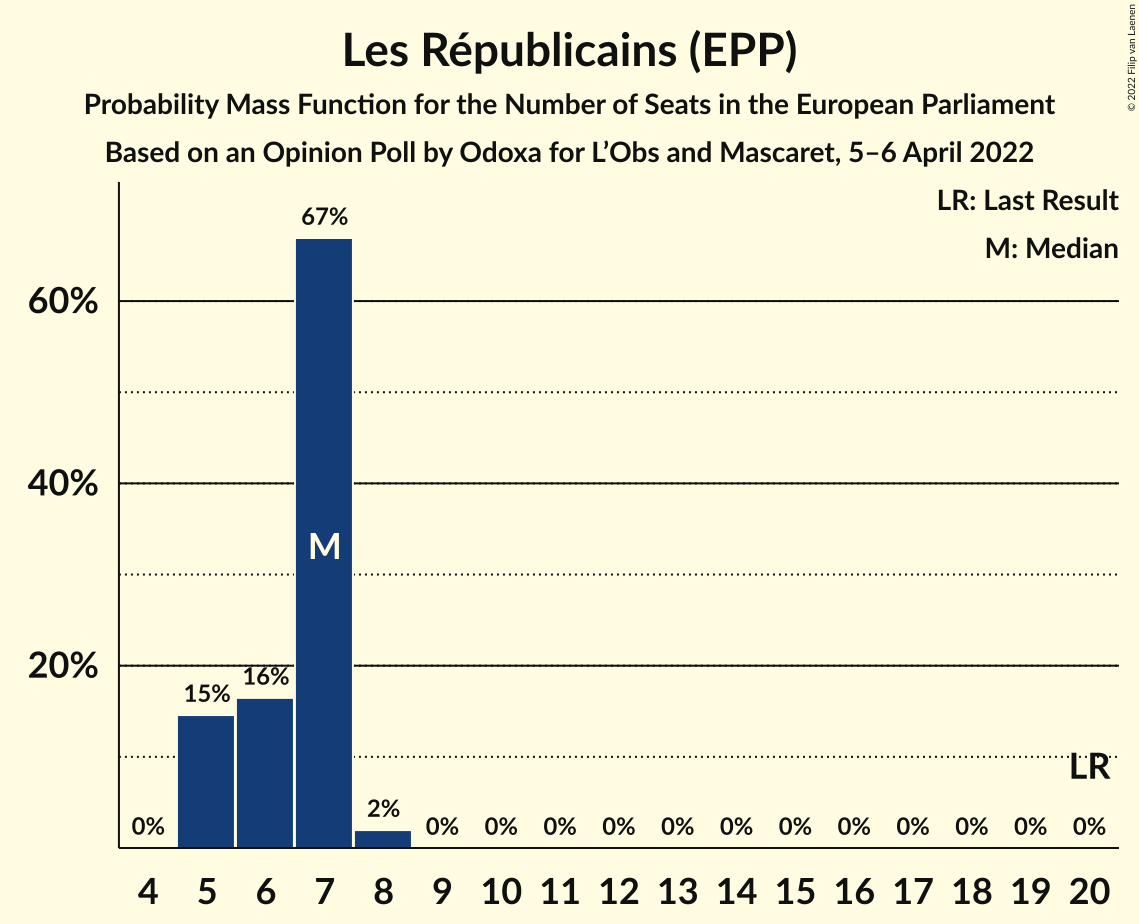 Les Républicains (EPP)
Probability Mass Function for the Number of Seats in the European Parliament
Based on an Opinion Poll by Odoxa for L’Obs and Mascaret, 5–6 April 2022
© 2022 Filip van Laenen
LR: Last Result
M: Median
67%
60%
40%
M
20%
15% 16%
LR
0% 2% 0% 0% 0% 0% 0% 0% 0% 0% 0% 0% 0% 0%
4 5 6 7 8 9 10 11 12 13 14 15 16 17 18 19 20